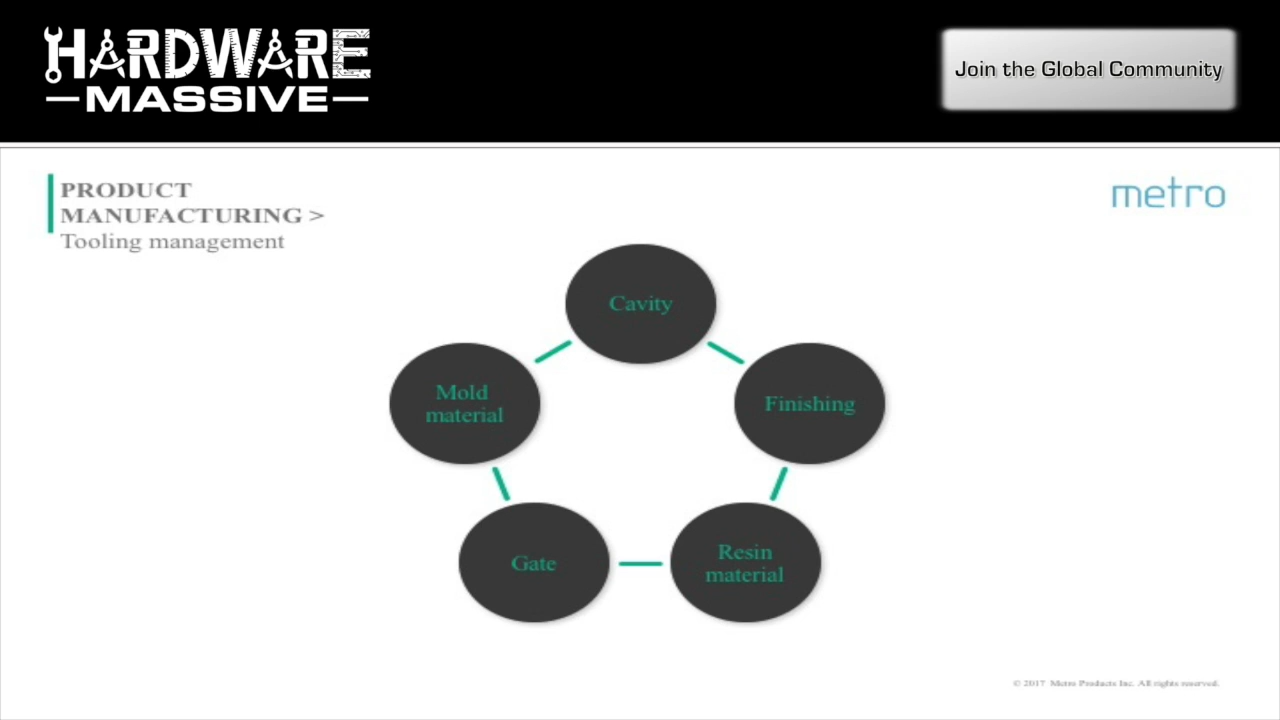 HARDWARE
MASSIVE
Join the Global Community
PRODUCT
MANUFACTURING >
Tooling management
metro
Cavity
Mold
material
Finishing
Gate
Resin
material
© 2017 Metro Products Inc. All rights reserved.